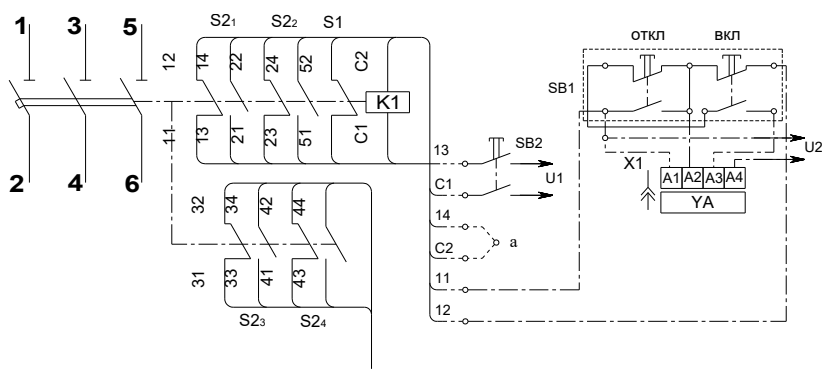 1 3 5
S2₁ S2₂ S1
ОТКЛ ВКЛ
12 14 22 24 52 C2
SB1
K1
11 13 21 23 51 C1
2 4 6
13 SB2
U1
U2
X1 A1 A2 A3 A4
YA
C1
32 34 42 44
14
a
C2
31 33 41 43
11
12
S2₃ S2₄